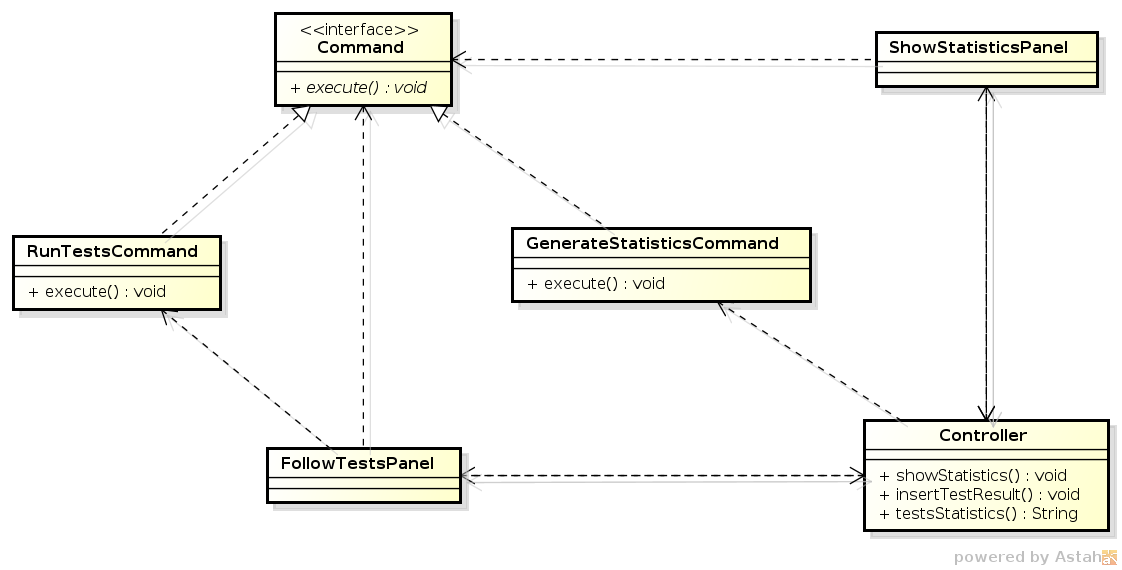 <<interface>>
Command
+ execute() : void
ShowStatisticsPanel
RunTestsCommand
+ execute() : void
GenerateStatisticsCommand
+ execute() : void
FollowTestsPanel
Controller
+ showStatistics() : void
+ insertTestResult() : void
+ testsStatistics() : String
powered by Astah